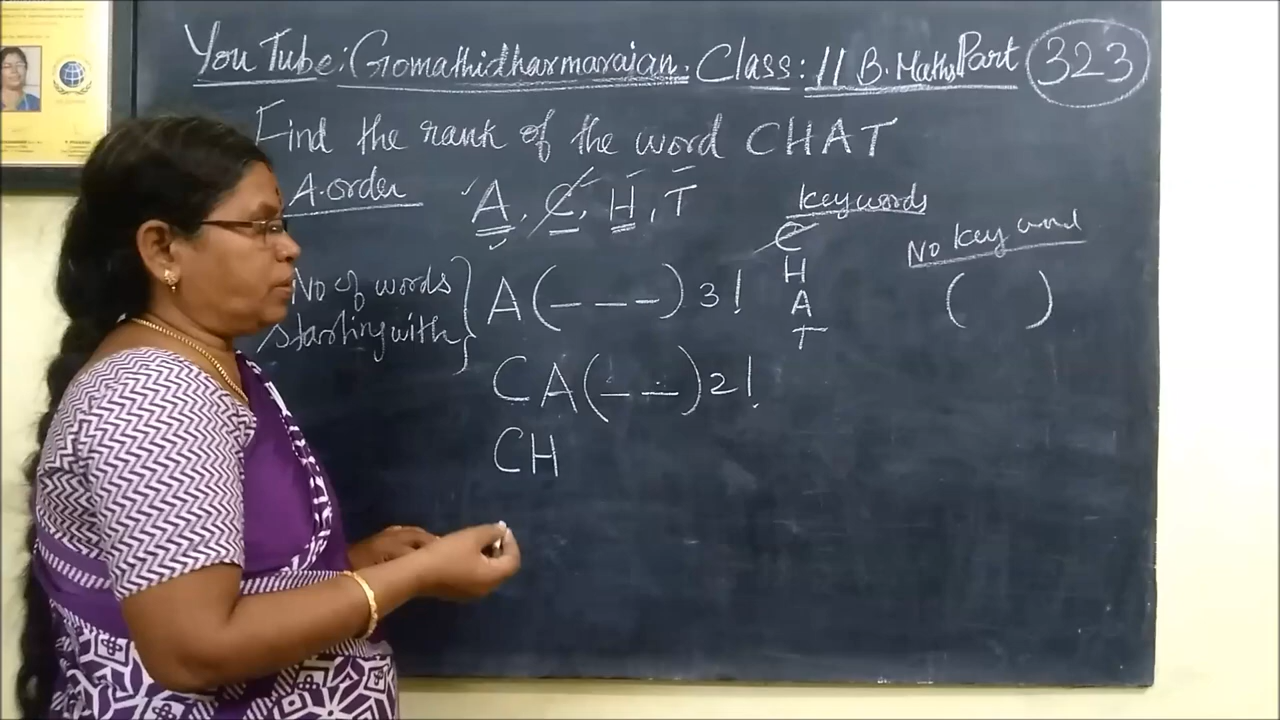 YouTube: Gomathidharmarajan. Class: 11 B. Maths Part 323
Find the rank of the word CHAT
A. order A, C, H, T
keywords
No key word
No of words starting with
A ( _ _ _ ) 3!
CA ( _ _ ) 2!
CH
C
H
A
T
( )